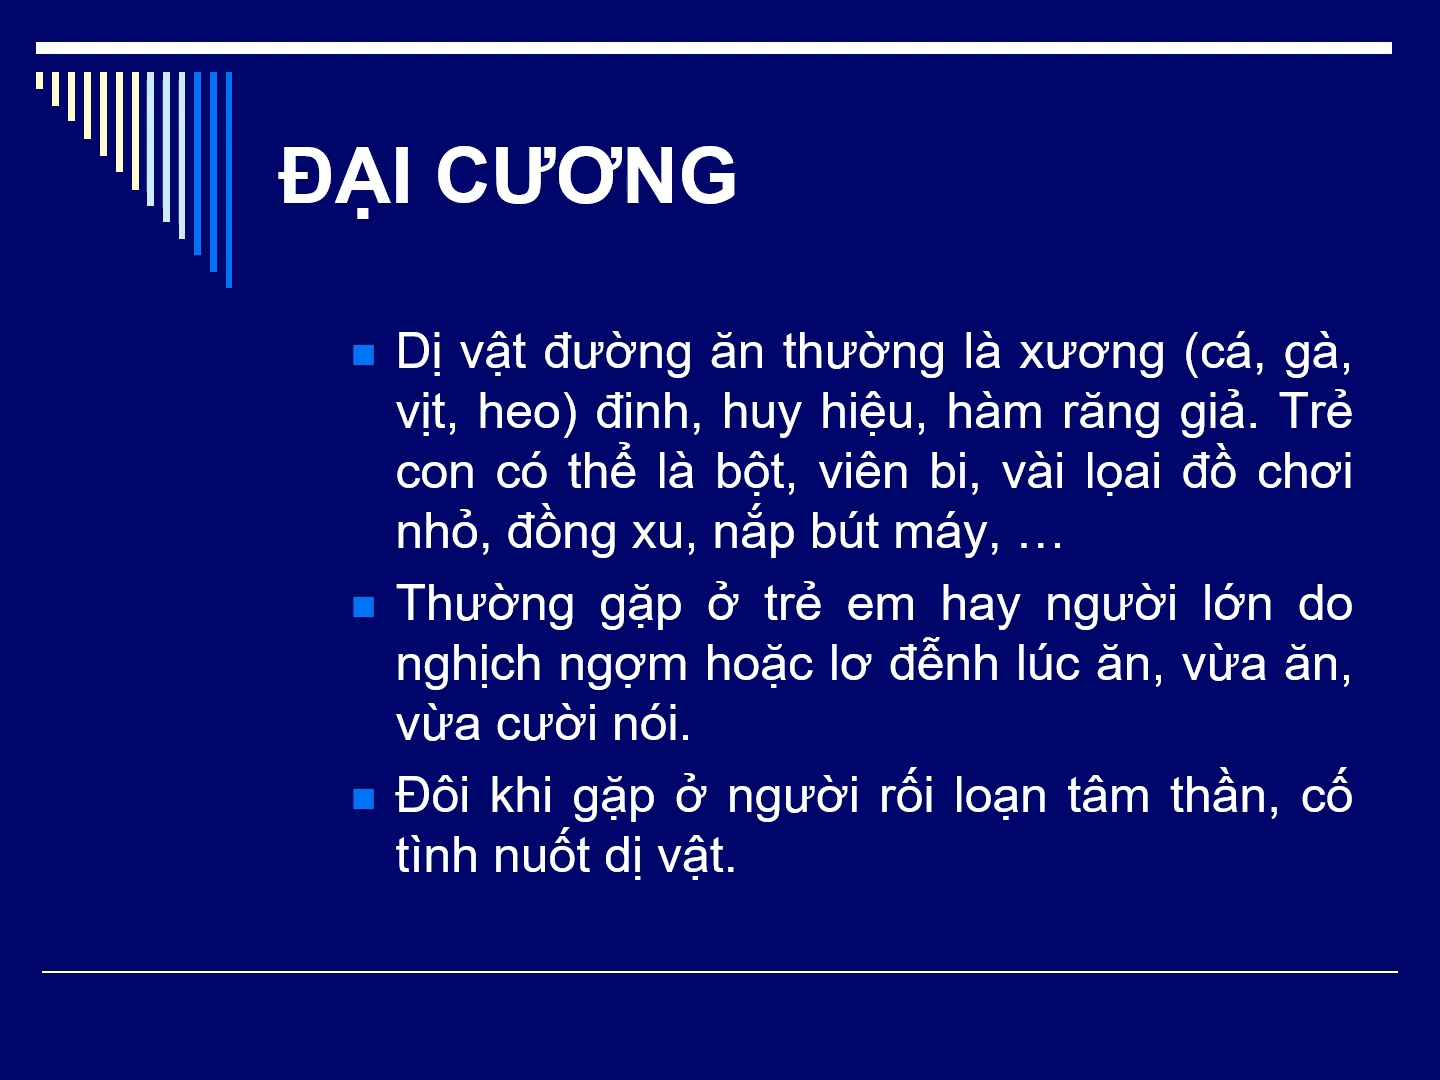 ĐẠI CƯƠNG
Dị vật đường ăn thường là xương (cá, gà,
vịt, heo) đinh, huy hiệu, hàm răng giả. Trẻ
con có thể là bột, viên bi, vài lọai đồ chơi
nhỏ, đồng xu, nắp bút máy, …
Thường gặp ở trẻ em hay người lớn do
nghịch ngợm hoặc lơ đễnh lúc ăn, vừa ăn,
vừa cười nói.
Đôi khi gặp ở người rối loạn tâm thần, cố
tình nuốt dị vật.